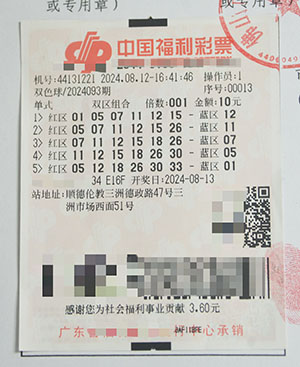 或专用章）
或专用章）
中国福利彩票
机号:44131221 2024.08.12-16:41:46 操作员:1
双色球/2024093期 序号:00013
单式 双区组合 倍数:001 金额:10元
1> 红区 01 05 07 11 12 15 - 蓝区 12
2> 红区 05 07 11 12 15 26 - 蓝区 11
3> 红区 07 11 12 15 18 26 - 蓝区 05
4> 红区 11 12 15 18 26 30 - 蓝区 07
5> 红区 05 12 18 26 30 33 - 蓝区 01
34 E16F 开奖日:2024-08-13
站地址:顺德伦教三洲德政路47号三
洲市场西面51号
感谢您为社会福利事业贡献 3.60元
广东 中心承销